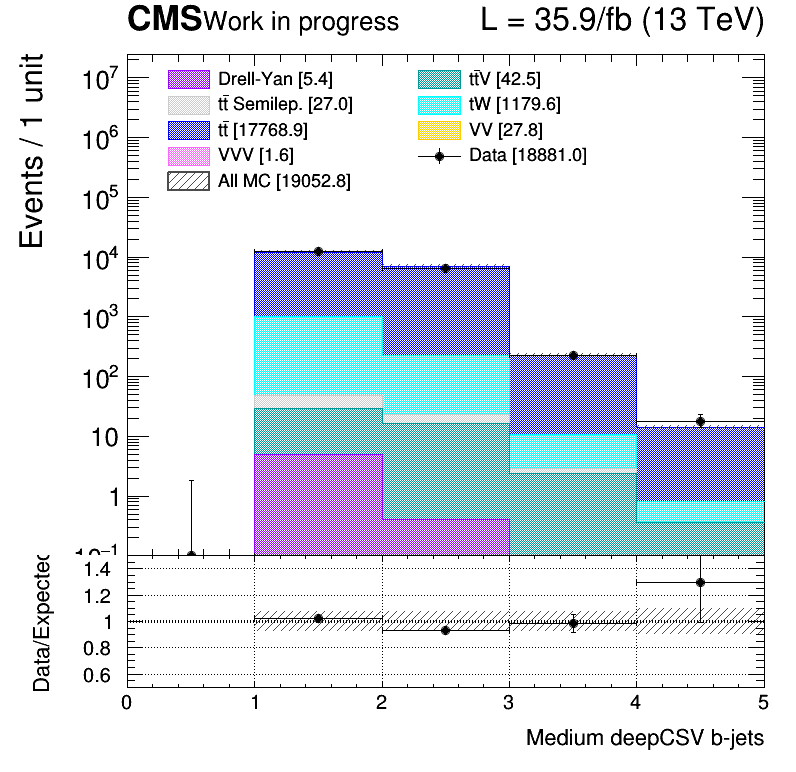 CMS Work in progress L = 35.9/fb (13 TeV)
Events / 1 unit
Drell-Yan [5.4] tt̄V [42.5]
tt̄ Semilep. [27.0] tW [1179.6]
tt̄ [17768.9] VV [27.8]
VVV [1.6] Data [18881.0]
All MC [19052.8]
10⁷
10⁶
10⁵
10⁴
10³
10²
10
1
10⁻¹
Data/Expected
1.4
1.2
1
0.8
0.6
0 1 2 3 4 5
Medium deepCSV b-jets